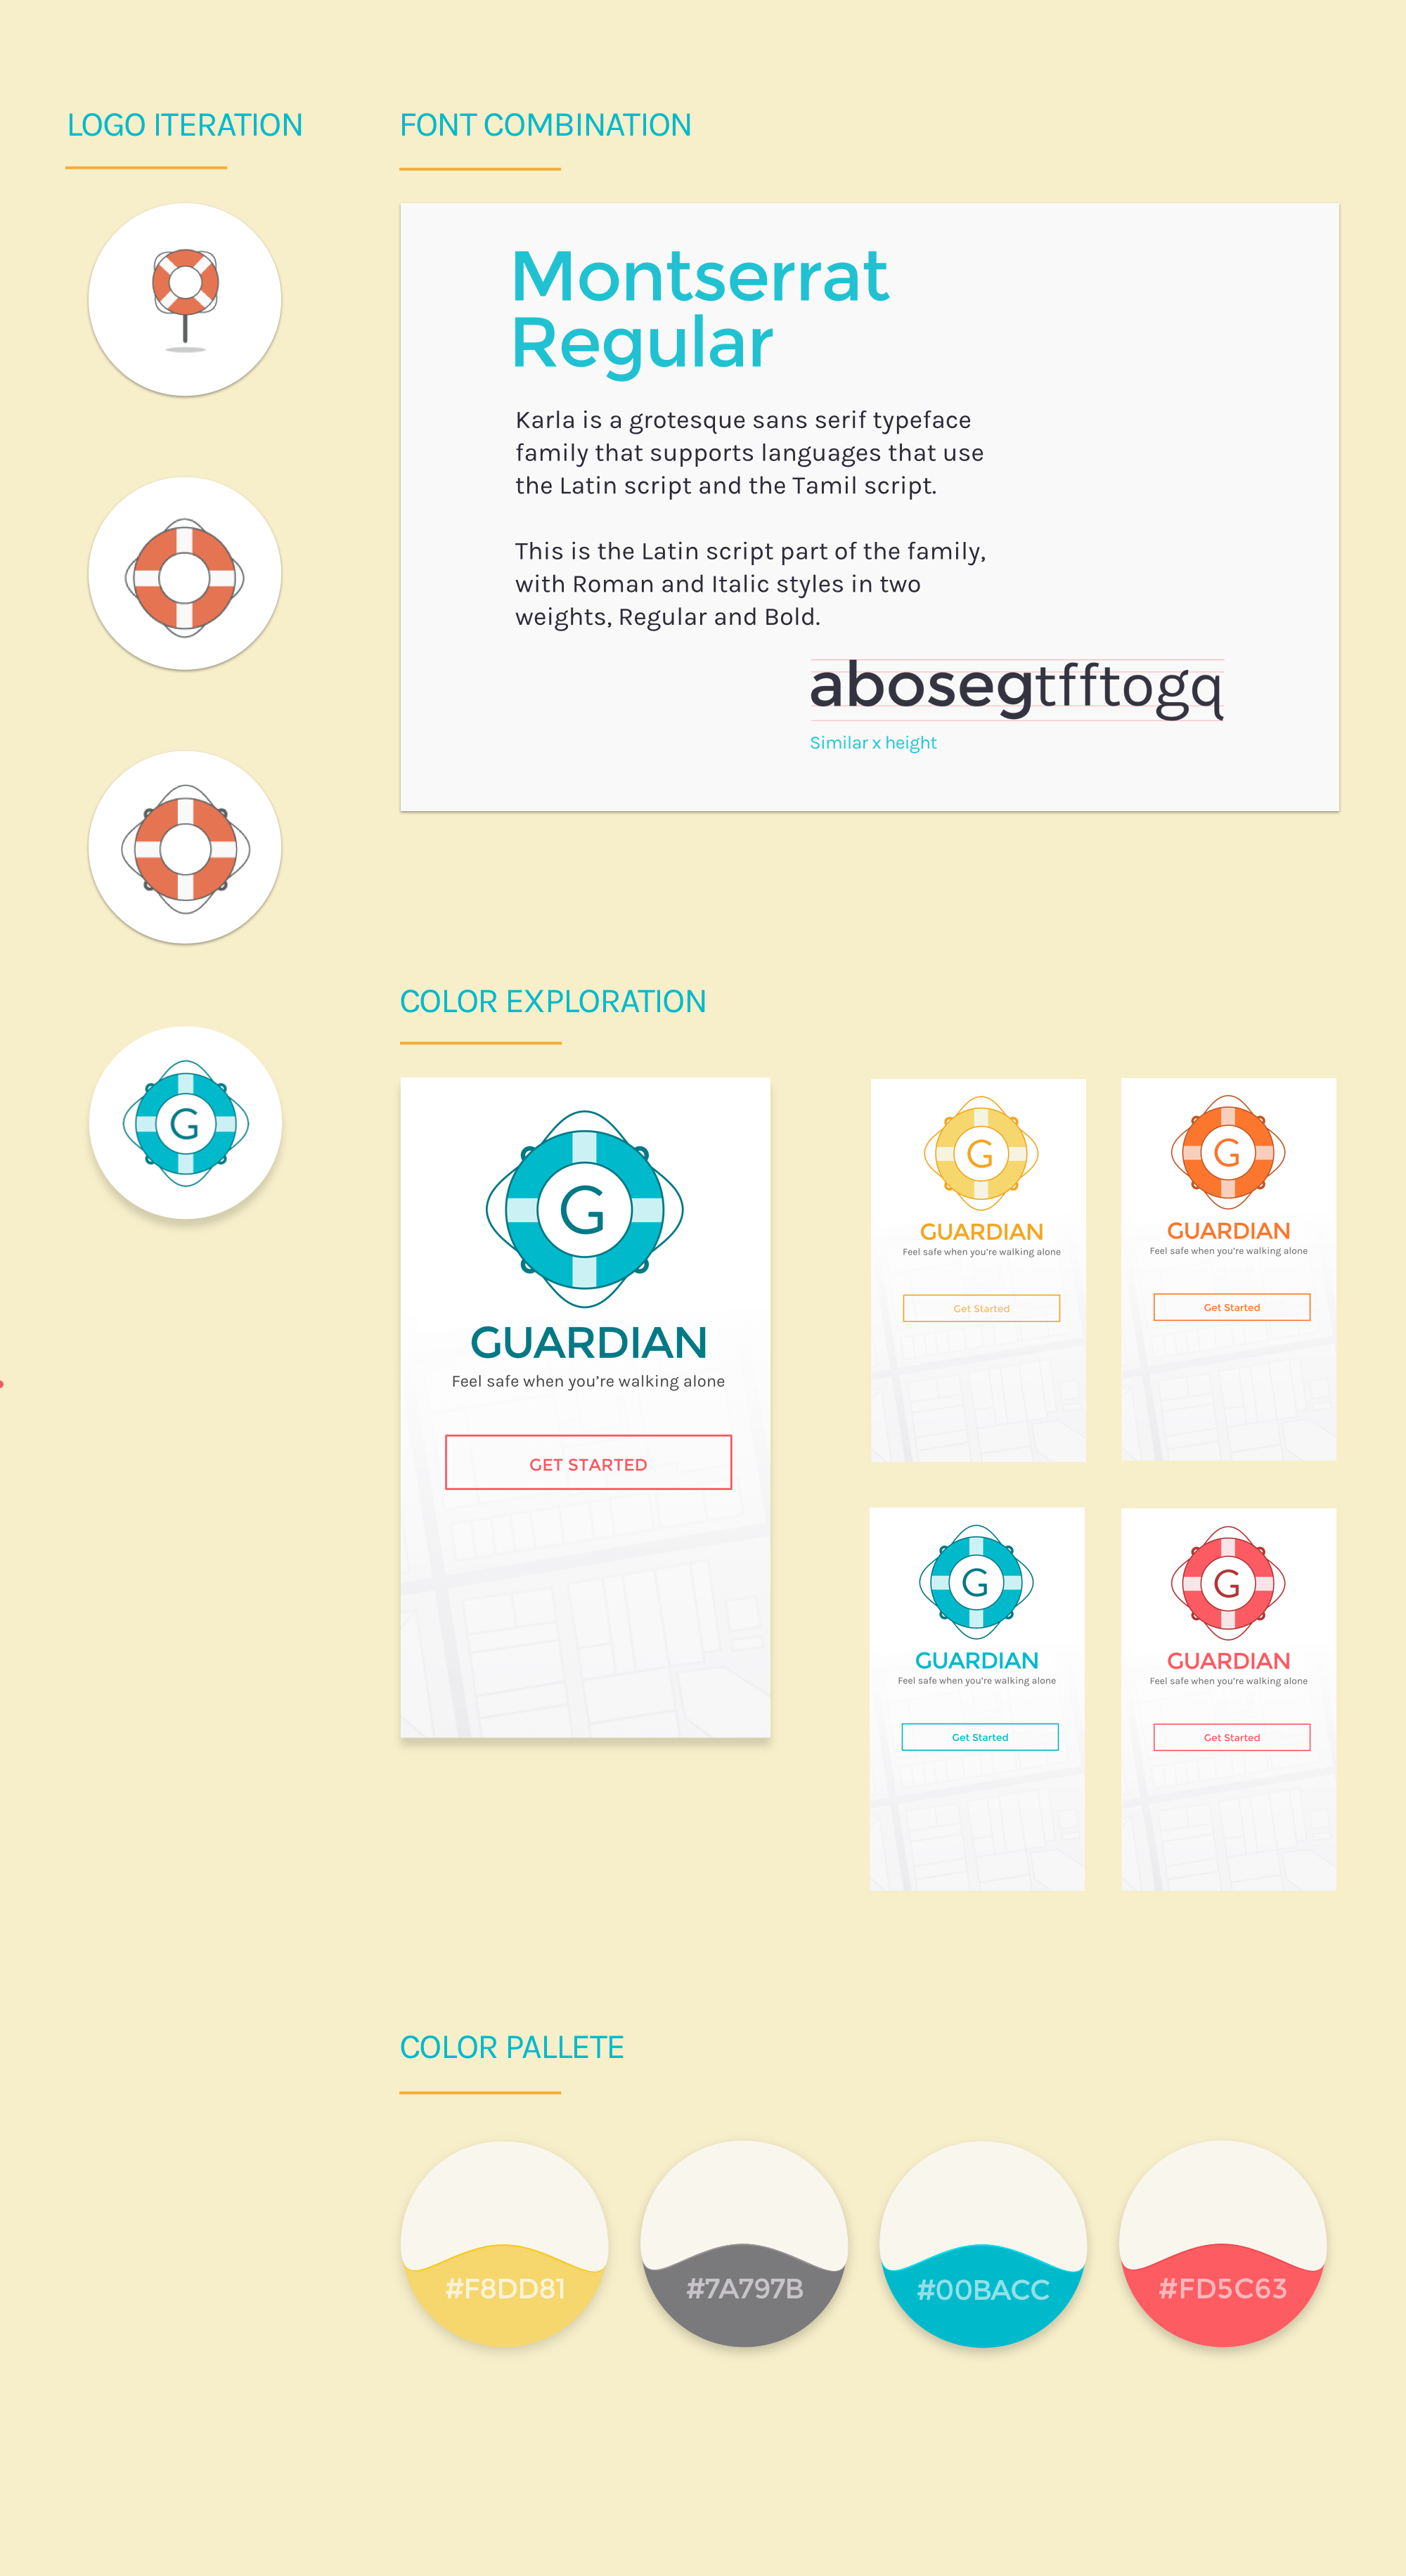 LOGO ITERATION
FONT COMBINATION
Montserrat
Regular
Karla is a grotesque sans serif typeface
family that supports languages that use
the Latin script and the Tamil script.
This is the Latin script part of the family,
with Roman and Italic styles in two
weights, Regular and Bold.
abosegtfftogq
Similar x height
COLOR EXPLORATION
G
G
GUARDIAN
Feel safe when you're walking alone
GET STARTED
G
GUARDIAN
Feel safe when you're walking alone
Get Started
G
GUARDIAN
Feel safe when you're walking alone
Get Started
G
GUARDIAN
Feel safe when you're walking alone
Get Started
G
GUARDIAN
Feel safe when you're walking alone
Get Started
COLOR PALLETE
#F8DD81
#7A797B
#00BACC
#FD5C63